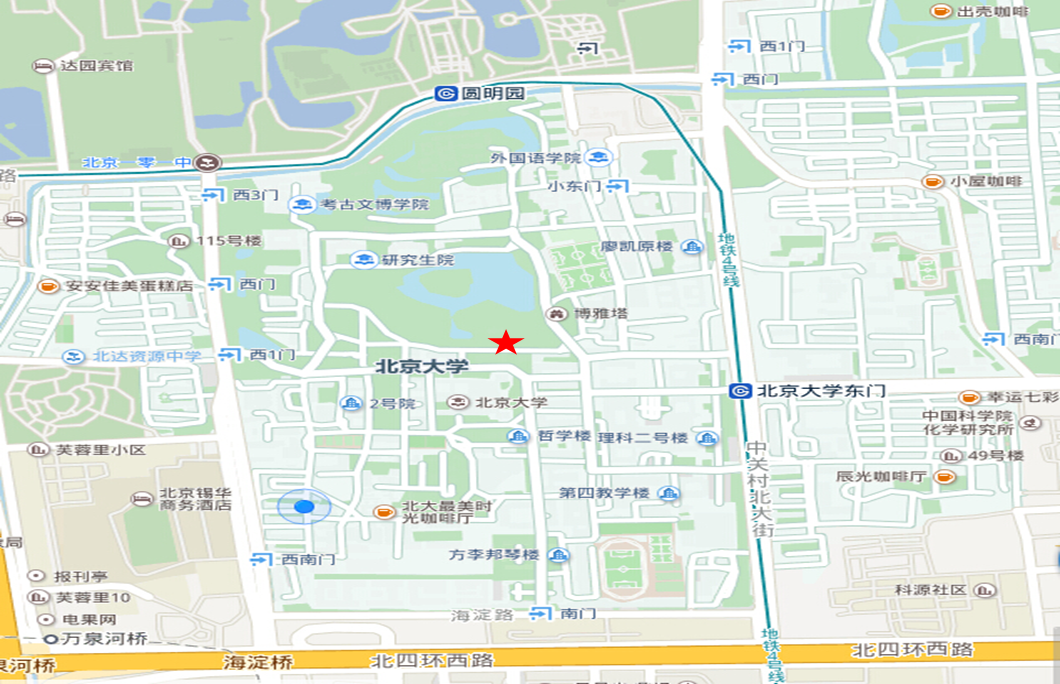 出壳咖啡
西1门
达园宾馆
西门
圆明园
北京一零一中
外国语学院
路
小东门
小屋咖啡
西3门
考古文博学院
115号楼
廖凯原楼
地铁4号线
研究生院
西门
安安佳美蛋糕店
博雅塔
西南门
北达资源中学
西1门
北京大学
北京大学东门
幸运七彩
2号院
北京大学
中国科学院
化学研究所
哲学楼
理科二号楼
芙蓉里小区
49号楼
中关村北大街
辰光咖啡厅
北京锡华
商务酒店
第四教学楼
北大最美时
光咖啡厅
局
方李邦琴楼
西南门
报刊亭
科源社区
芙蓉里10
海淀路
南门
电果网
万泉河桥
地铁4号线
泉河桥
海淀桥
北四环西路
北四环西路